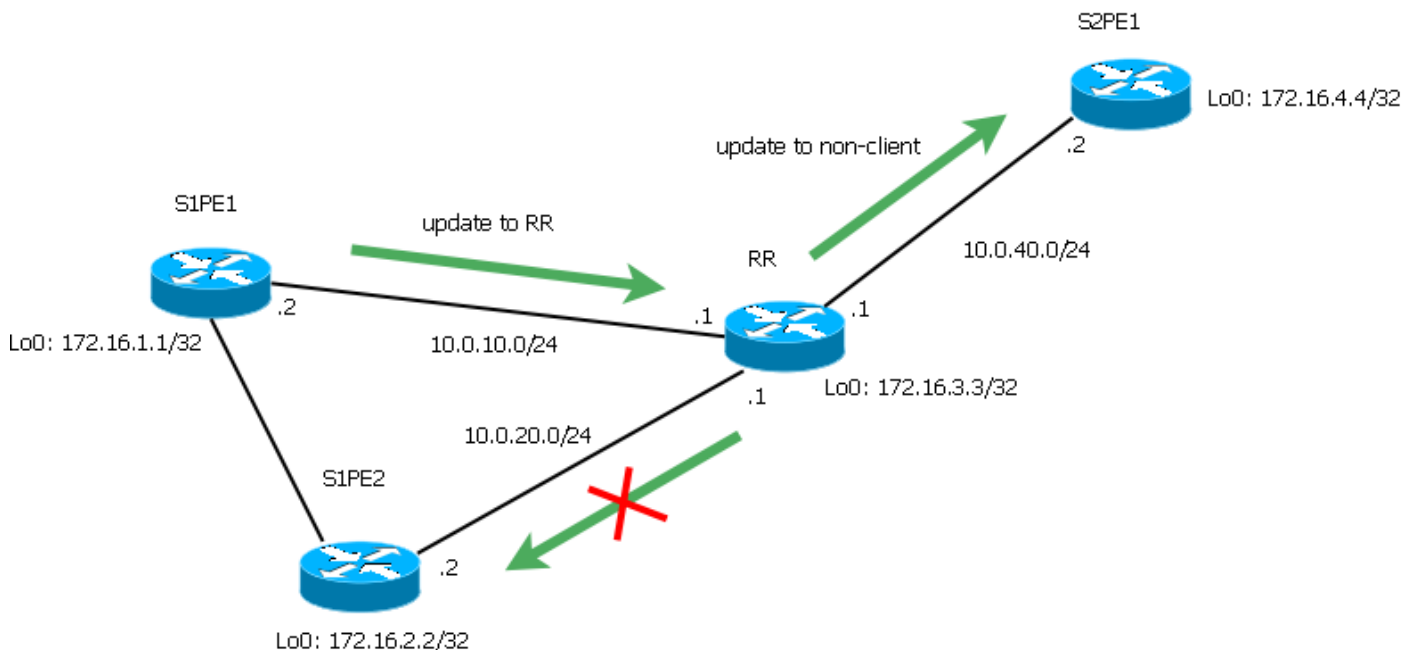 S2PE1
Lo0: 172.16.4.4/32
.2
update to non-client
S1PE1
update to RR
10.0.40.0/24
RR
.2
.1
.1
Lo0: 172.16.1.1/32
10.0.10.0/24
Lo0: 172.16.3.3/32
.1
10.0.20.0/24
S1PE2
.2
Lo0: 172.16.2.2/32